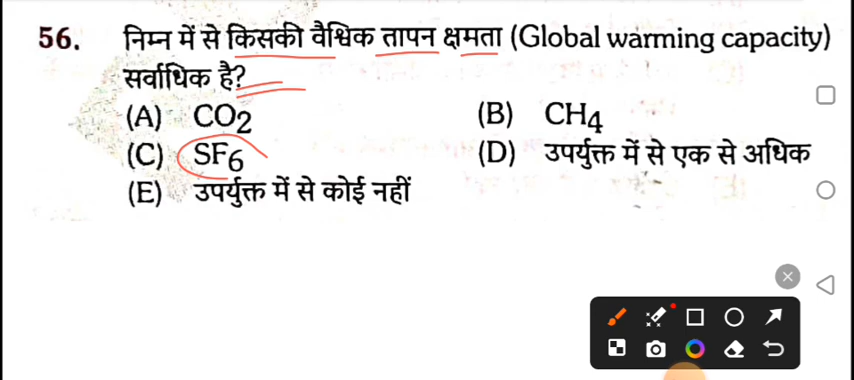 56. निम्न में से किसकी वैश्विक तापन क्षमता (Global warming capacity)
सर्वाधिक है?
(A) CO2 (B) CH4
(C) SF6 (D) उपर्युक्त में से एक से अधिक
(E) उपर्युक्त में से कोई नहीं